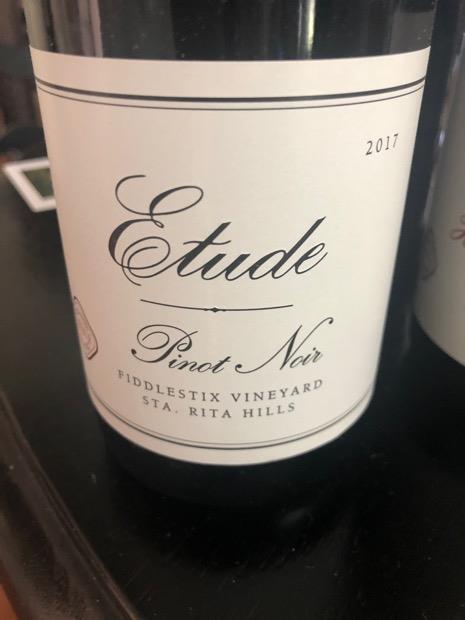 2017
Etude
Pinot Noir
FIDDLESTIX VINEYARD
STA. RITA HILLS